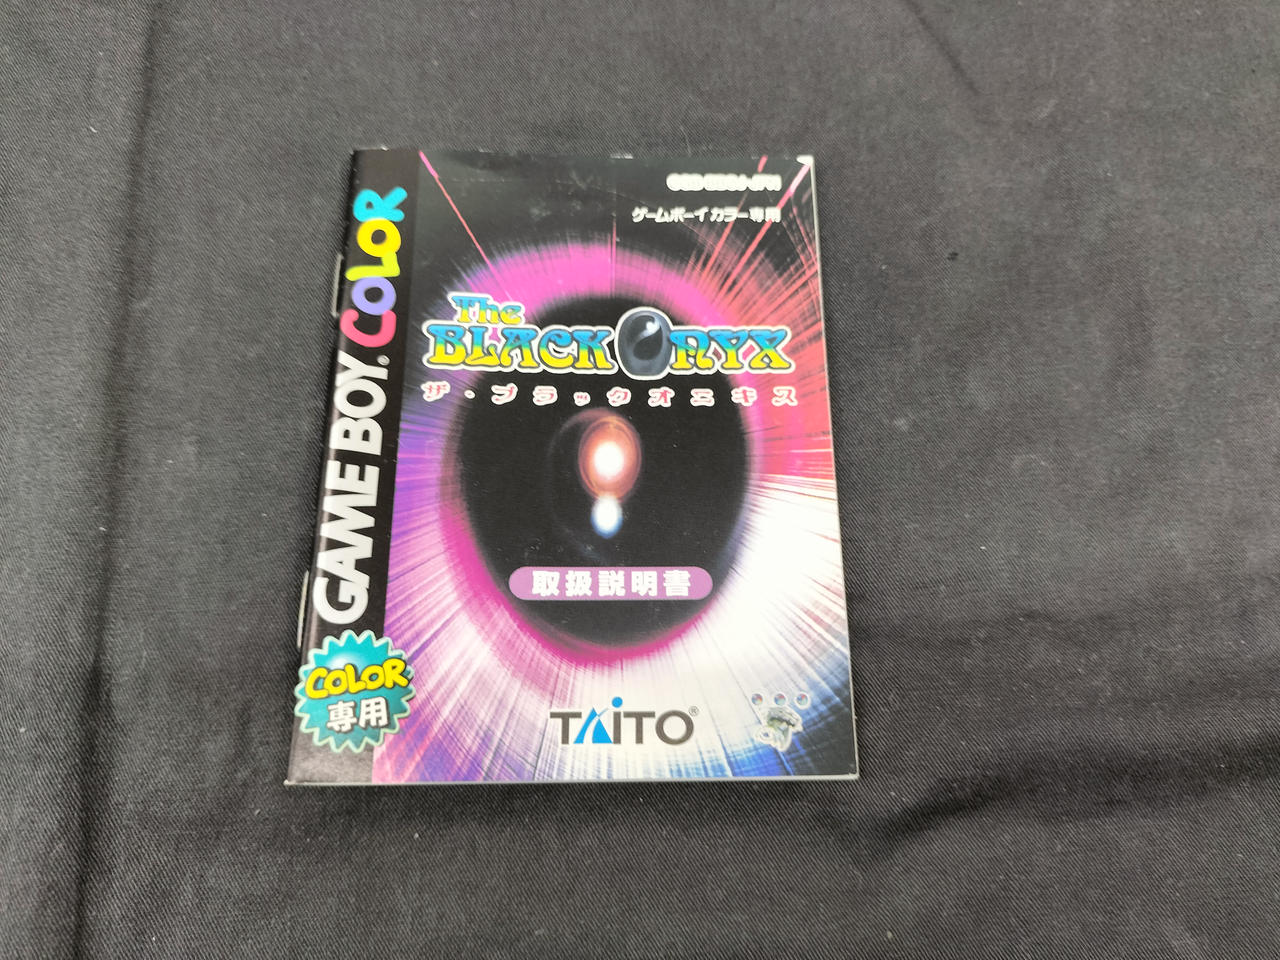 GAME BOY COLOR
ゲームボーイカラー専用
The
BLACK ONYX
ザ・ブラックオニキス
取扱説明書
COLOR
専用
TAITO®